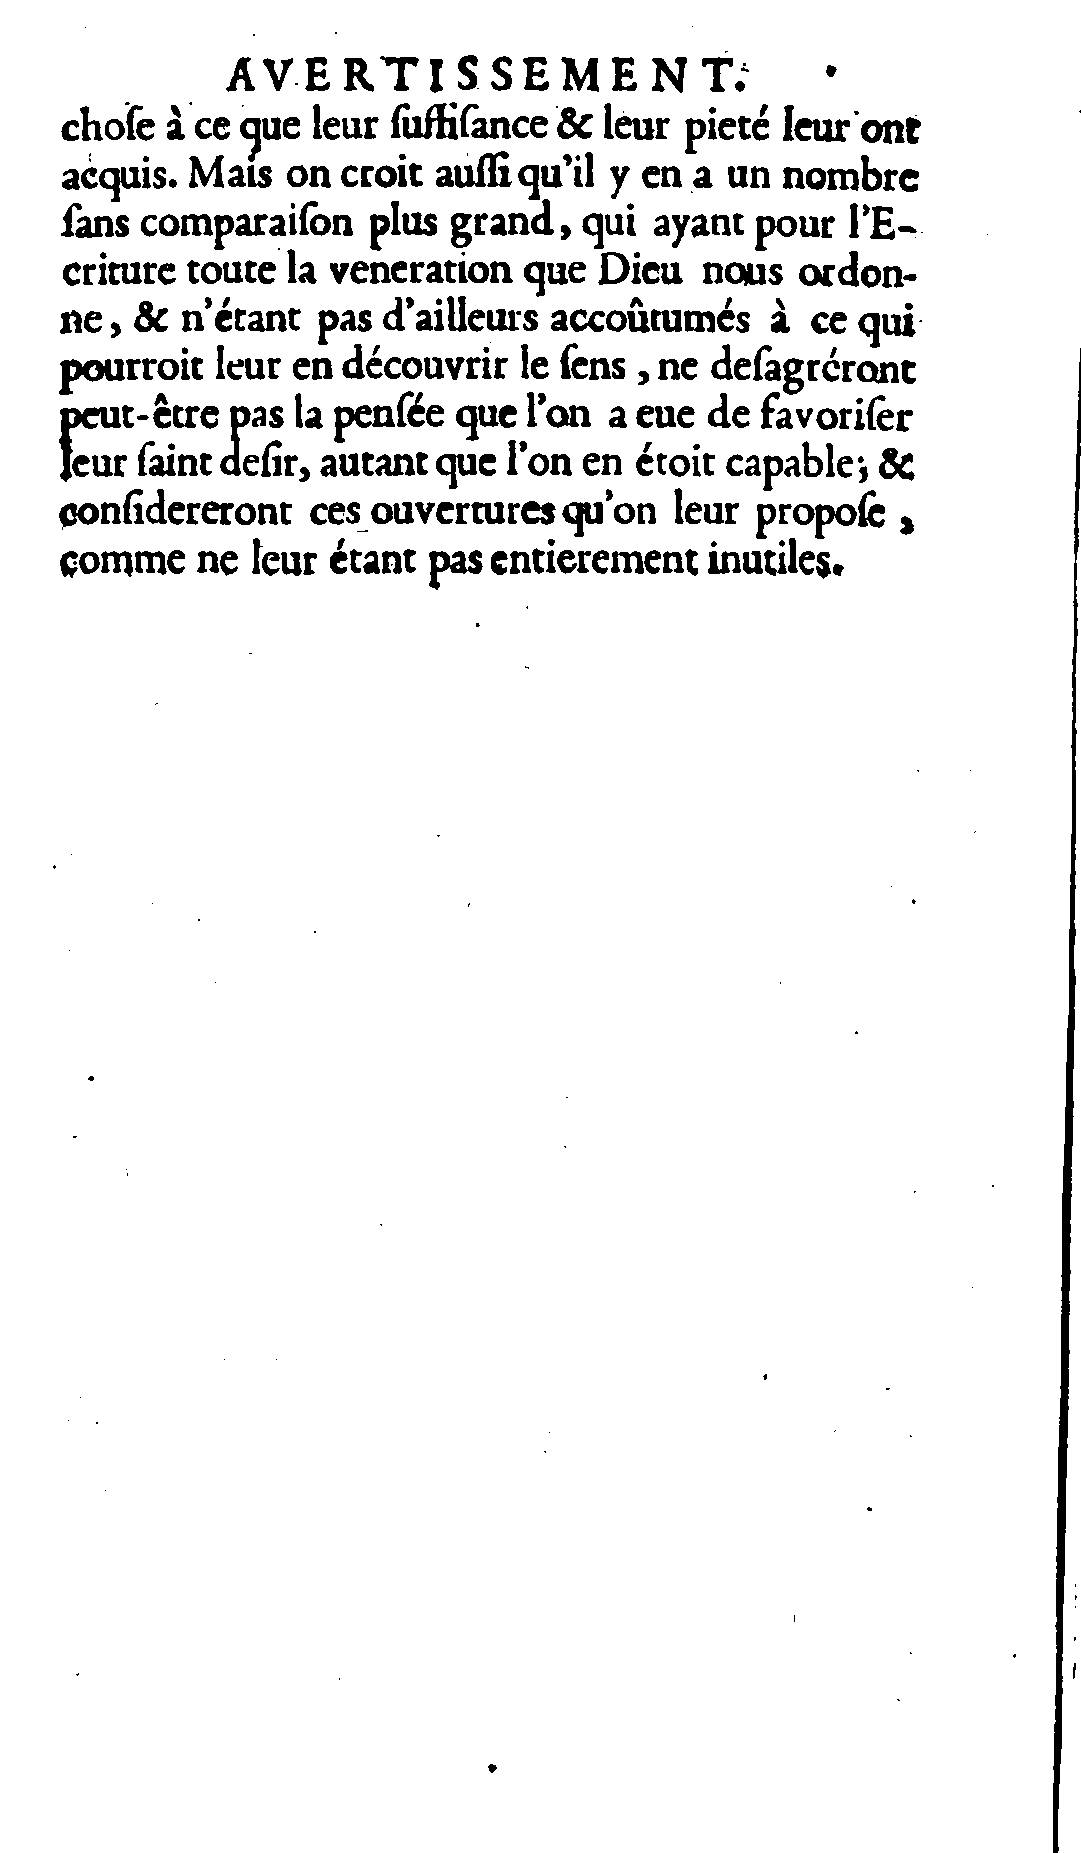 AVERTISSEMENT.
choſe à ce que leur ſuffiſance & leur pieté leur ont
acquis. Mais on croit auſſi qu'il y en a un nombre
ſans comparaiſon plus grand, qui ayant pour l'E-
criture toute la veneration que Dieu nous ordon-
ne, & n'étant pas d'ailleurs accoûtumés à ce qui
pourroit leur en découvrir le ſens, ne deſagréront
peut-être pas la penſée que l'on a eue de favoriſer
leur ſaint deſir, autant que l'on en étoit capable; &
conſidereront ces ouvertures qu'on leur propoſe,
comme ne leur étant pas entierement inutiles.